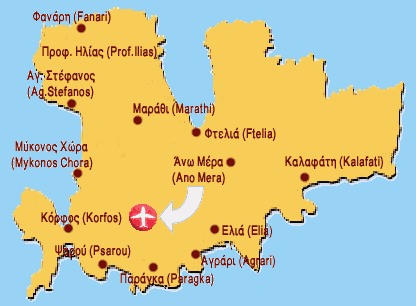 Φανάρη (Fanari)
Προφ. Ηλίας (Prof.Ilias)
Αγ.Στέφανος
(Ag.Stefanos)
Μαράθι (Marathi)
Φτελιά (Ftelia)
Μύκονος Χώρα
(Mykonos Chora)
Άνω Μέρα
(Ano Mera)
Καλαφάτη (Kalafati)
Κόρφος (Korfos)
Ελιά (Elia)
Ψαρού (Psarou)
Αγράρι (Agrari)
Παράγκα (Paragka)